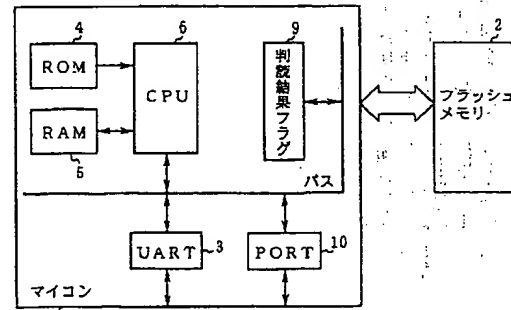 4
6
9
2
ROM
CPU
判読結果フラグ
フラッシュ
メモリ
RAM
5
バス
UART
3
PORT
10
マイコン